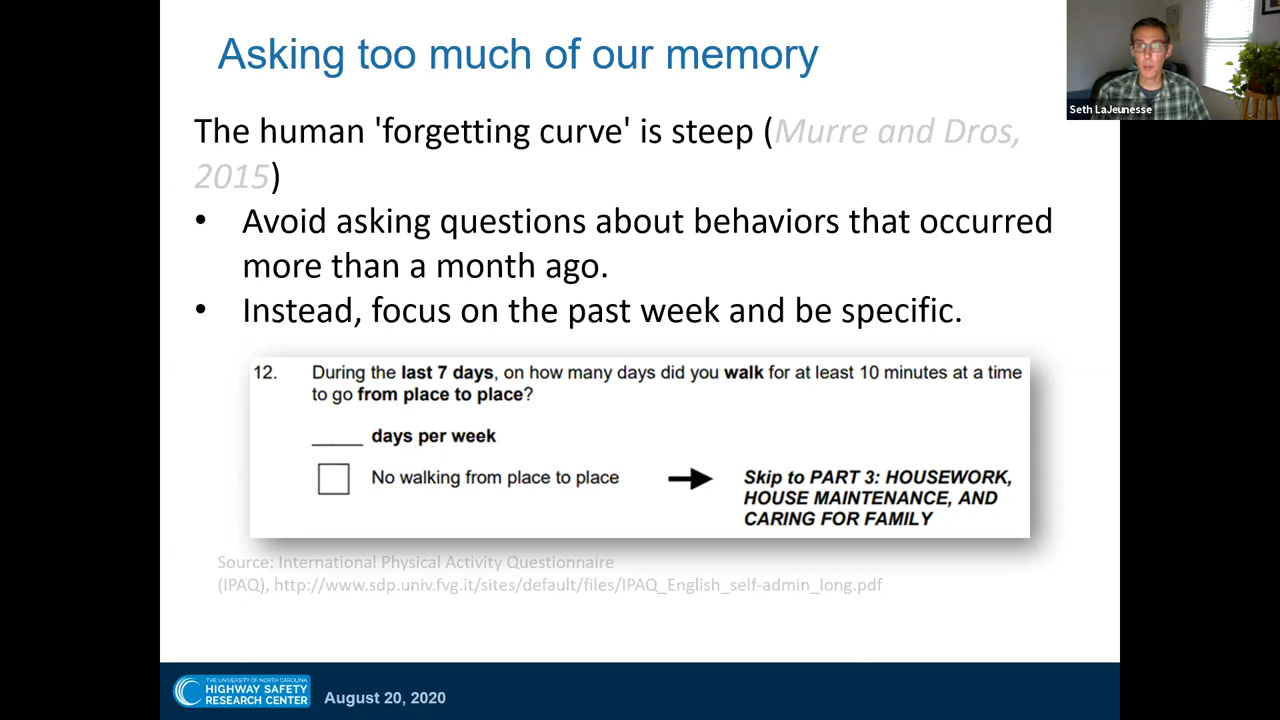 Asking too much of our memory
Seth LaJeunesse
The human 'forgetting curve' is steep (Murre and Dros,
2015)
• Avoid asking questions about behaviors that occurred
more than a month ago.
• Instead, focus on the past week and be specific.
12. During the last 7 days, on how many days did you walk for at least 10 minutes at a time
to go from place to place?
_____ days per week
No walking from place to place
Skip to PART 3: HOUSEWORK,
HOUSE MAINTENANCE, AND
CARING FOR FAMILY
Source: International Physical Activity Questionnaire
(IPAQ), http://www.sdp.univ.fvg.it/sites/default/files/IPAQ_English_self-admin_long.pdf
THE UNIVERSITY OF NORTH CAROLINA
HIGHWAY SAFETY
RESEARCH CENTER
August 20, 2020